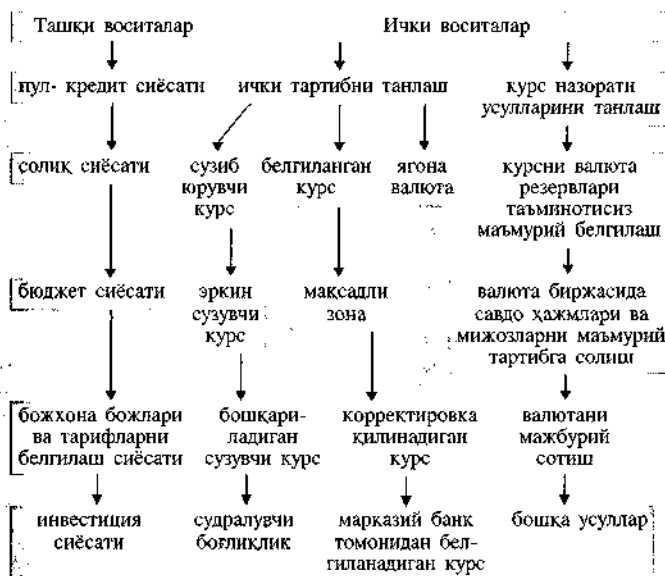 Ташқи воситалар
Ички воситалар
пул- кредит сиёсати
ички тартибни танлаш
курс назорати
усулларини танлаш
солиқ сиёсати
сузиб
юрувчи
курс
белгиланган
курс
ягона
валюта
курсни валюта
резервлари
таъминотисиз
маъмурий белгилаш
бюджет сиёсати
эркин
сузувчи
курс
мақсадли
зона
валюта биржасида
савдо ҳажмлари ва
мижозларни маъмурий
тартибга солиш
божхона божлари
ва тарифларни
белгилаш сиёсати
бошқари-
ладиган
сузувчи курс
корректировка
қилинадиган
курс
валютани
мажбурий
сотиш
инвестиция
сиёсати
судралувчи
боғлиқлик
марказий банк
томонидан бел-
гиланадиган курс
бошқа усуллар